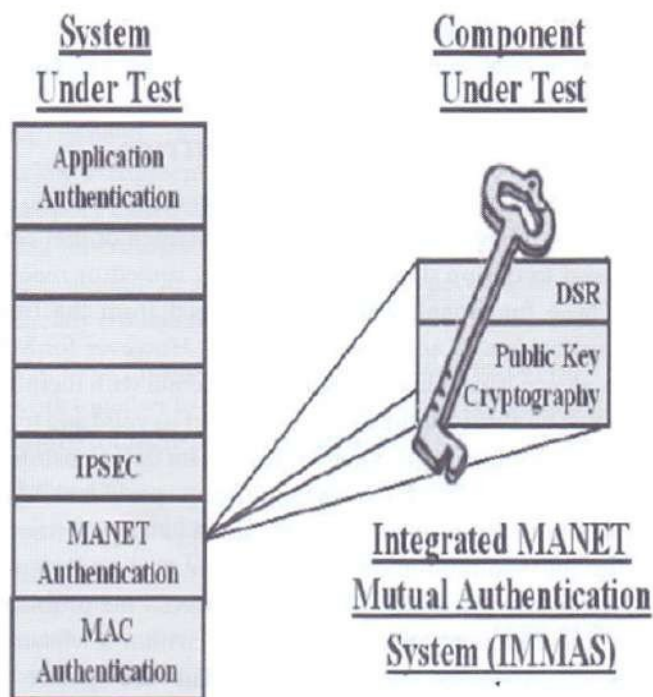 System
Under Test
Application
Authentication
IPSEC
MANET
Authentication
MAC
Authentication
Component
Under Test
DSR
Public Key
Cryptography
Integrated MANET
Mutual Authentication
System (IMMAS)